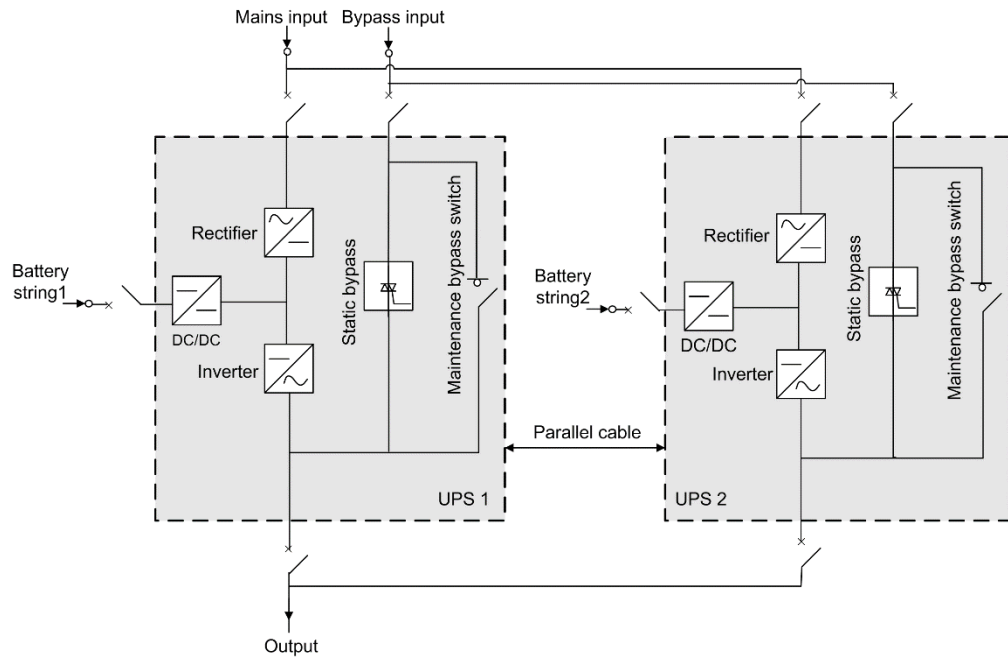 Mains input
Bypass input
Rectifier
Static bypass
Maintenance bypass switch
Battery
string1
DC/DC
Inverter
UPS 1
Parallel cable
Rectifier
Static bypass
Maintenance bypass switch
Battery
string2
DC/DC
Inverter
UPS 2
Output